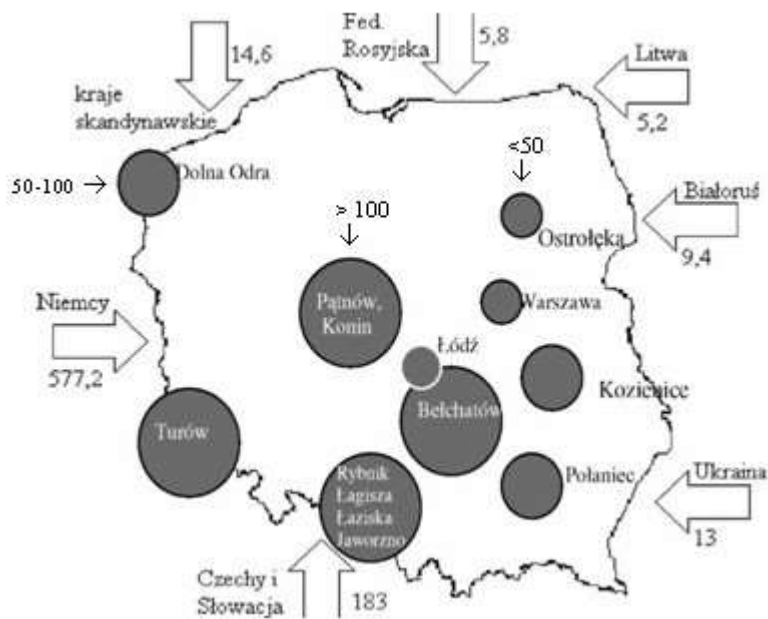 14,6
Fed.
Rosyjska
5,8
Litwa
5,2
kraje
skandynawskie
Dolna Odra
50-100 →
<50
↓
> 100
↓
Ostrołęka
Białoruś
9,4
Niemcy
577,2
Pątnów,
Konin
Warszawa
Łódź
Kozienice
Bełchatów
Turów
Rybnik
Łagisza
Łaziska
Jaworzno
Połaniec
Ukraina
13
Czechy i
Słowacja
183